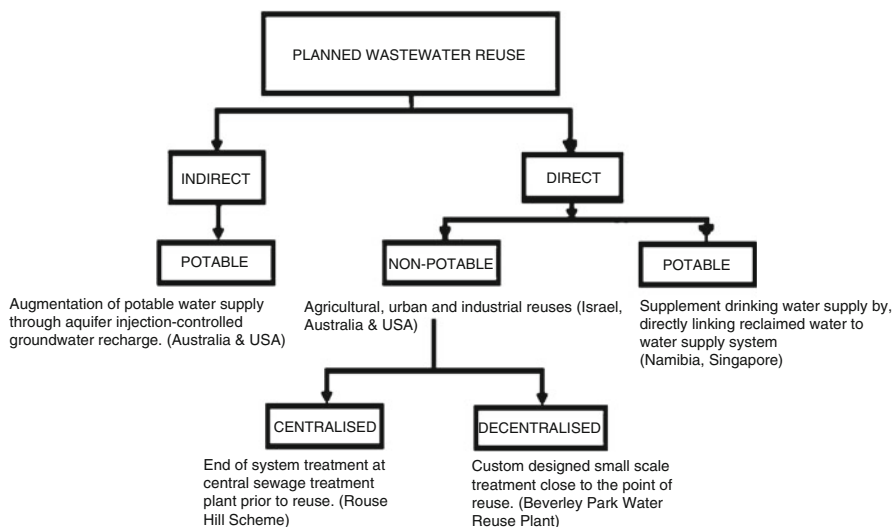 PLANNED WASTEWATER REUSE
INDIRECT
DIRECT
POTABLE
NON-POTABLE
POTABLE
Augmentation of potable water supply
through aquifer injection-controlled
groundwater recharge. (Australia & USA)
Agricultural, urban and industrial reuses (Israel,
Australia & USA)
Supplement drinking water supply by,
directly linking reclaimed water to
water supply system
(Namibia, Singapore)
CENTRALISED
DECENTRALISED
End of system treatment at
central sewage treatment
plant prior to reuse. (Rouse
Hill Scheme)
Custom designed small scale
treatment close to the point of
reuse. (Beverley Park Water
Reuse Plant)